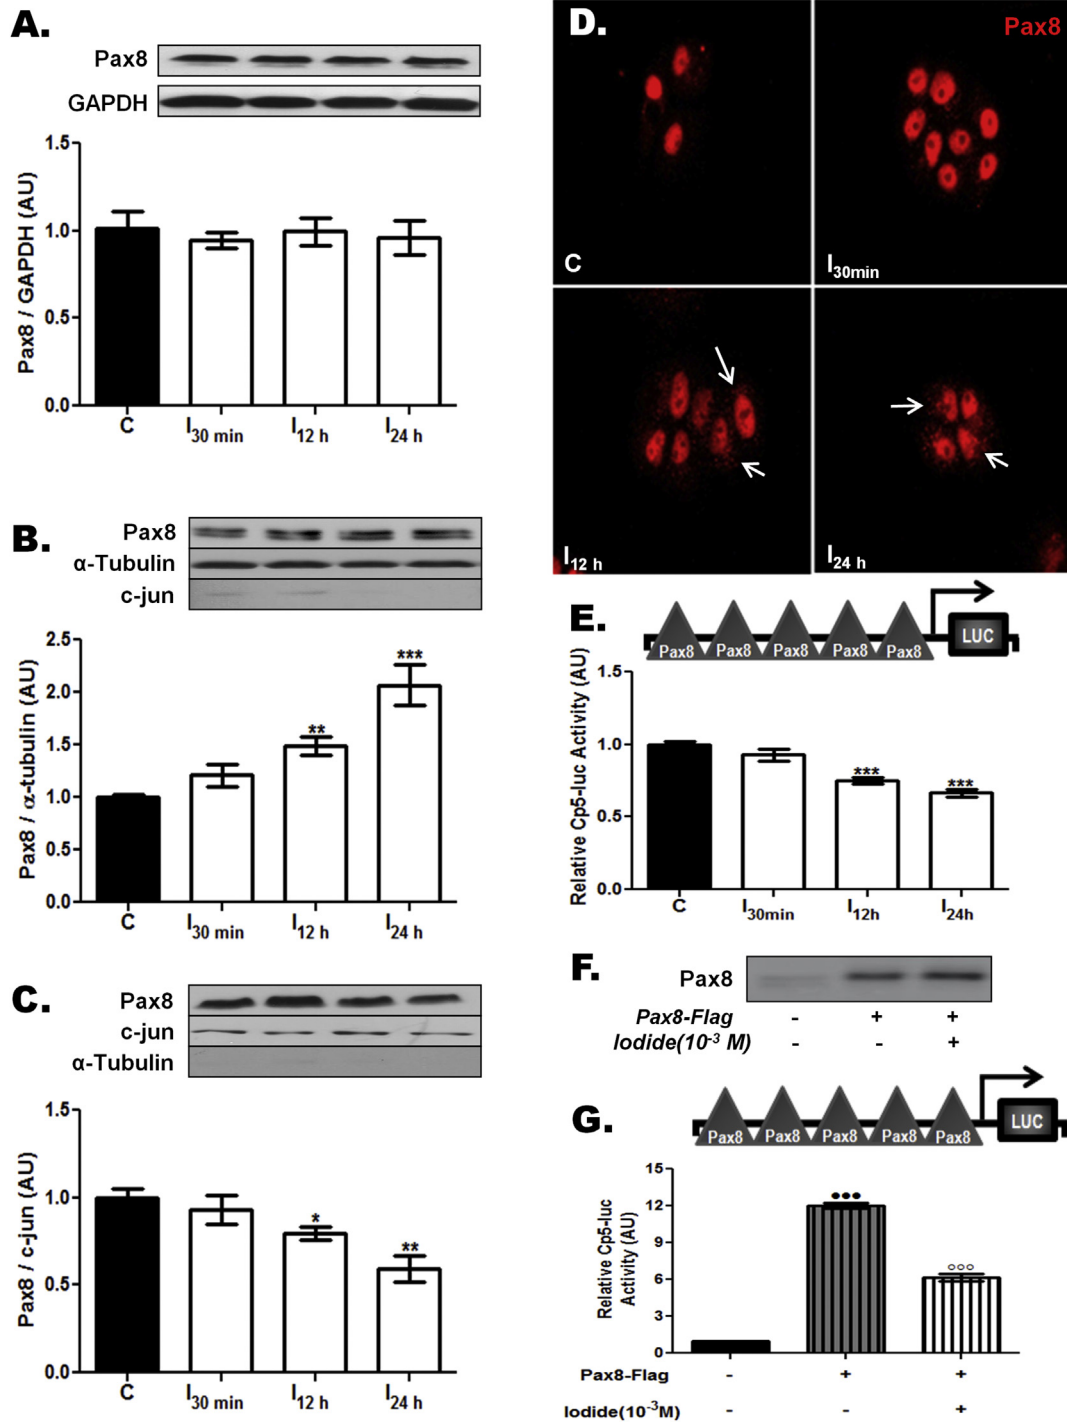 A.
Pax8
GAPDH
Pax8 / GAPDH (AU)
1.5
1.0
0.5
0.0
C
I30 min
I12 h
I24 h
B.
Pax8
α-Tubulin
c-jun
Pax8 / α-tubulin (AU)
2.5
2.0
1.5
1.0
0.5
0.0
**
***
C
I30 min
I12 h
I24 h
C.
Pax8
c-jun
α-Tubulin
Pax8 / c-jun (AU)
1.5
1.0
0.5
0.0
*
**
C
I30 min
I12 h
I24 h
D.
Pax8
C
I30min
I12 h
I24 h
E.
Pax8 Pax8 Pax8 Pax8 Pax8
LUC
Relative Cp5-luc Activity (AU)
1.5
1.0
0.5
0.0
***
***
C
I30min
I12h
I24h
F.
Pax8
Pax8-Flag - + +
Iodide(10-3 M) - - +
G.
Pax8 Pax8 Pax8 Pax8 Pax8
LUC
Relative Cp5-luc
Activity (AU)
15
12
9
6
3
0
●●●
○○○
Pax8-Flag - + +
Iodide(10-3M) - - +